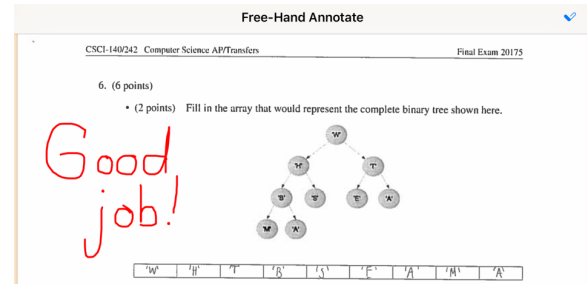 Free-Hand Annotate
CSCI-140/242 Computer Science AP/Transfers Final Exam 20175
6. (6 points)
• (2 points) Fill in the array that would represent the complete binary tree shown here.
Good
job!
'W'
'H' 'T'
'B' 'S' 'E' 'A'
'M' 'A'
'W' 'H' 'T' 'B' 'S' 'E' 'A' 'M' 'A'